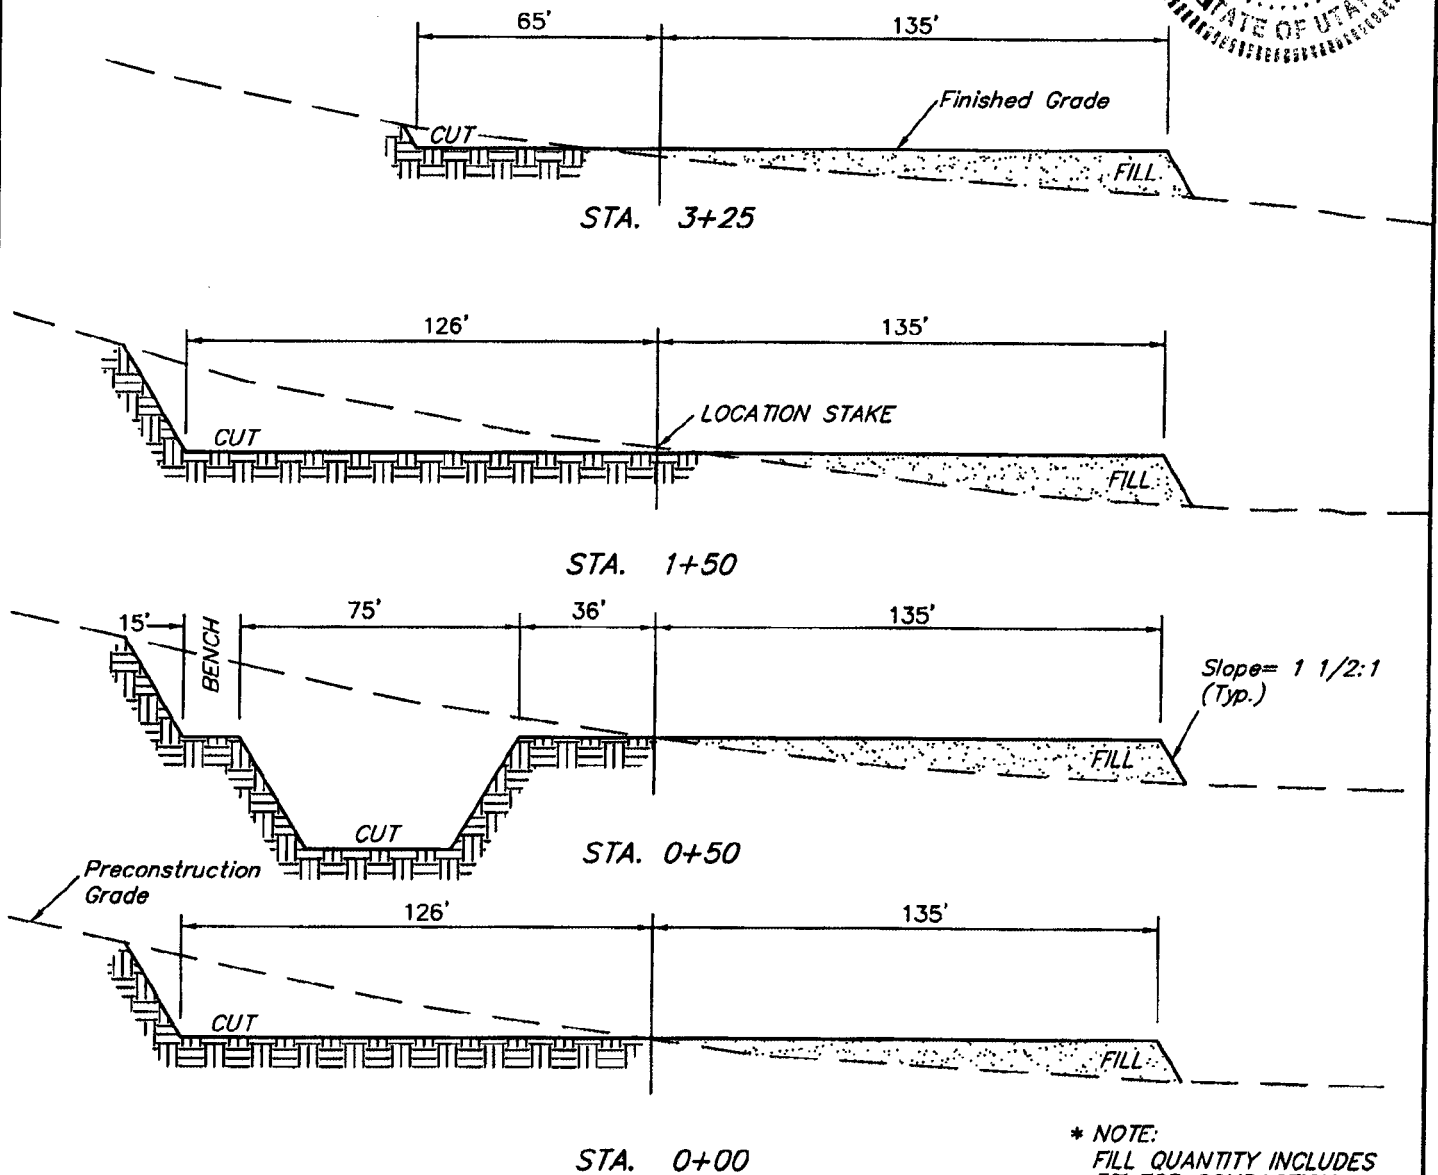 STATE OF UTAH
65'
135'
Finished Grade
CUT
FILL
STA. 3+25
126'
135'
LOCATION STAKE
CUT
FILL
STA. 1+50
15'
BENCH
75'
36'
135'
Slope= 1 1/2:1
(Typ.)
FILL
CUT
STA. 0+50
Preconstruction
Grade
126'
135'
CUT
FILL
STA. 0+00
* NOTE:
FILL QUANTITY INCLUDES